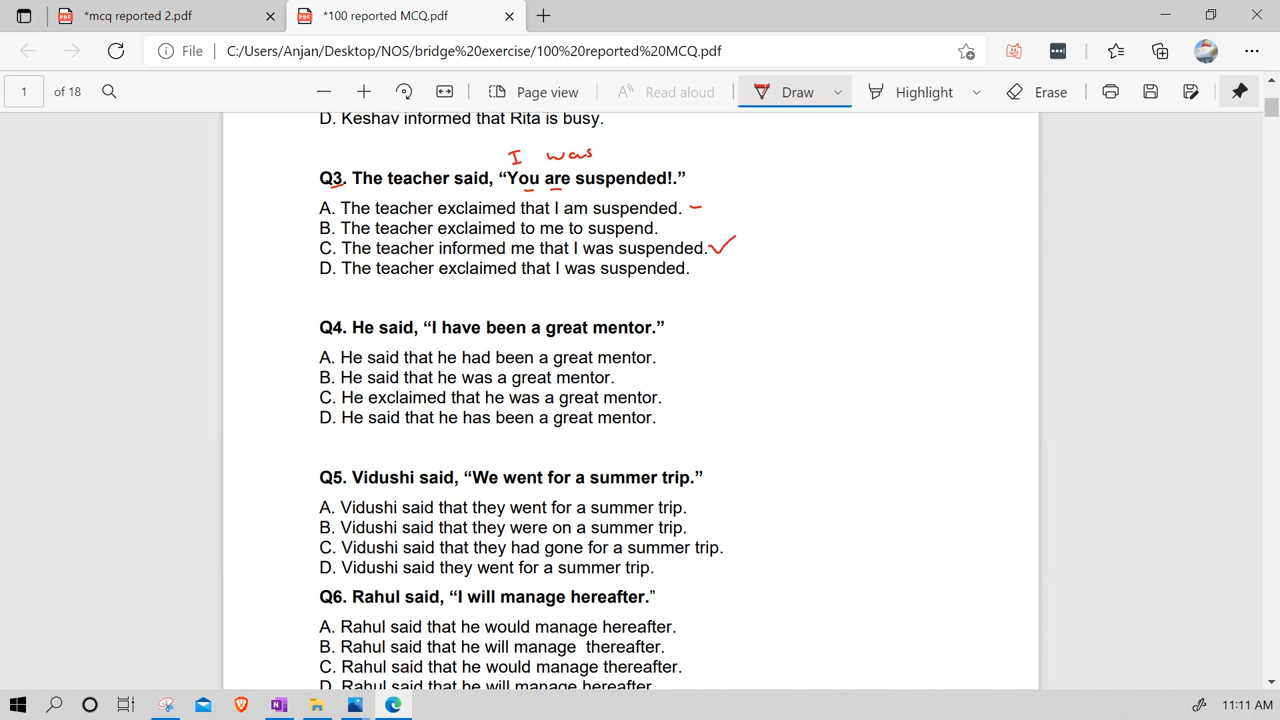 *mcq reported 2.pdf
*100 reported MCQ.pdf
File
C:/Users/Anjan/Desktop/NOS/bridge%20exercise/100%20reported%20MCQ.pdf
1 of 18
Page view
Read aloud
Draw
Highlight
Erase
D. Keshav informed that Rita is busy.
I was
Q3. The teacher said, “You are suspended!.”
A. The teacher exclaimed that I am suspended.
B. The teacher exclaimed to me to suspend.
C. The teacher informed me that I was suspended.
D. The teacher exclaimed that I was suspended.
Q4. He said, “I have been a great mentor.”
A. He said that he had been a great mentor.
B. He said that he was a great mentor.
C. He exclaimed that he was a great mentor.
D. He said that he has been a great mentor.
Q5. Vidushi said, “We went for a summer trip.”
A. Vidushi said that they went for a summer trip.
B. Vidushi said that they were on a summer trip.
C. Vidushi said that they had gone for a summer trip.
D. Vidushi said they went for a summer trip.
Q6. Rahul said, “I will manage hereafter.”
A. Rahul said that he would manage hereafter.
B. Rahul said that he will manage  thereafter.
C. Rahul said that he would manage thereafter.
D. Rahul said that he will manage hereafter.
11:11 AM